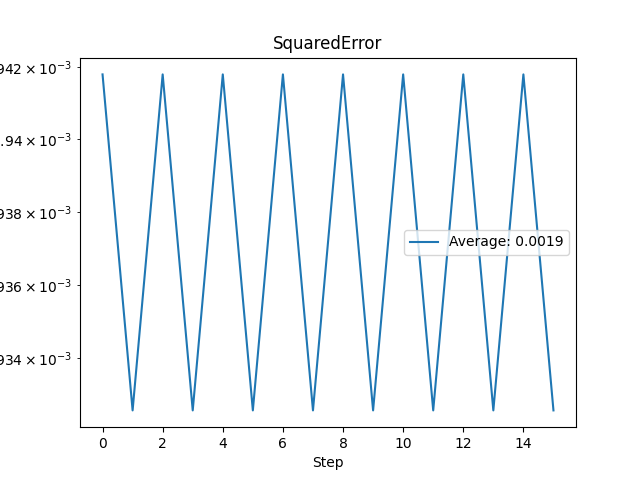 SquaredError
942 × 10⁻³
.94 × 10⁻³
938 × 10⁻³
936 × 10⁻³
934 × 10⁻³
Average: 0.0019
0 2 4 6 8 10 12 14
Step